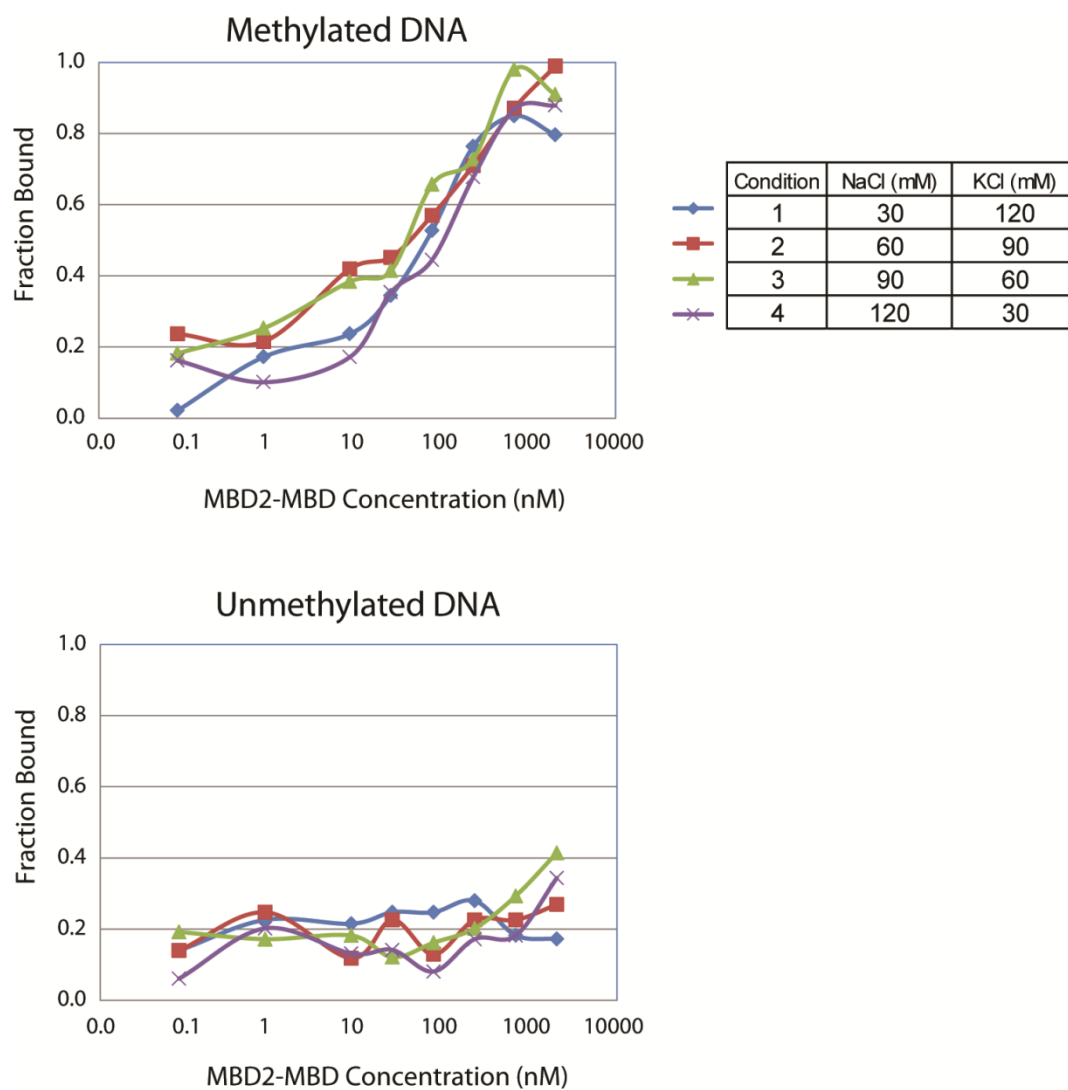 Methylated DNA
1.0
0.8
0.6
0.4
0.2
0.0
Fraction Bound
0.0 0.1 1 10 100 1000 10000
MBD2-MBD Concentration (nM)
Condition NaCl (mM) KCl (mM)
1 30 120
2 60 90
3 90 60
4 120 30
Unmethylated DNA
1.0
0.8
0.6
0.4
0.2
0.0
Fraction Bound
0.0 0.1 1 10 100 1000 10000
MBD2-MBD Concentration (nM)